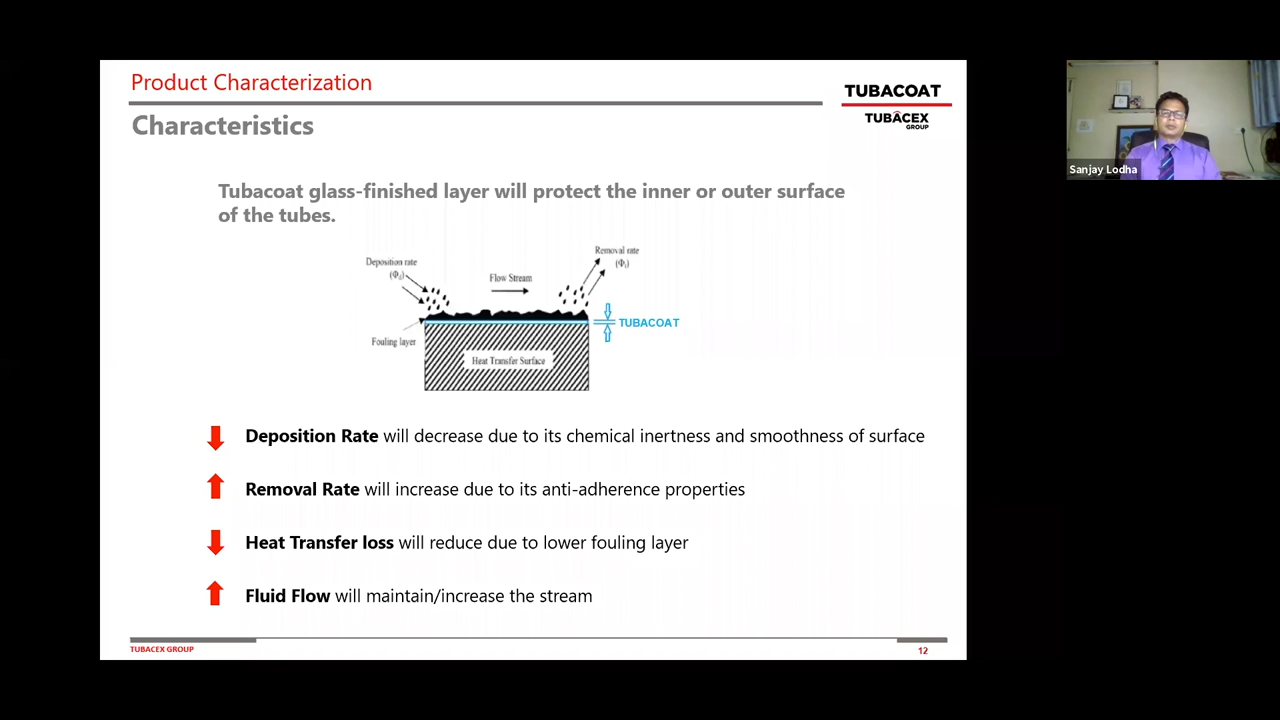 Product Characterization
TUBACOAT
TUBACEX
GROUP
Characteristics
Sanjay Lodha
Tubacoat glass-finished layer will protect the inner or outer surface
of the tubes.
Deposition rate
(Φd)
Flow Stream
Removal rate
(Φr)
TUBACOAT
Fouling layer
Heat Transfer Surface
Deposition Rate will decrease due to its chemical inertness and smoothness of surface
Removal Rate will increase due to its anti-adherence properties
Heat Transfer loss will reduce due to lower fouling layer
Fluid Flow will maintain/increase the stream
TUBACEX GROUP
12